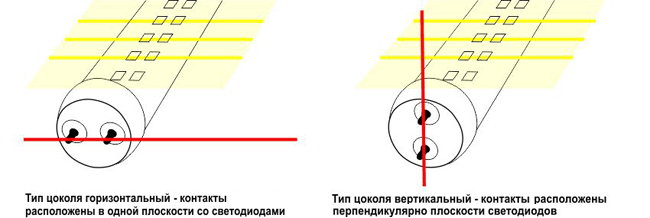 Тип цоколя горизонтальный - контакты
расположены в одной плоскости со светодиодами
Тип цоколя вертикальный - контакты расположены
перпендикулярно плоскости светодиодов